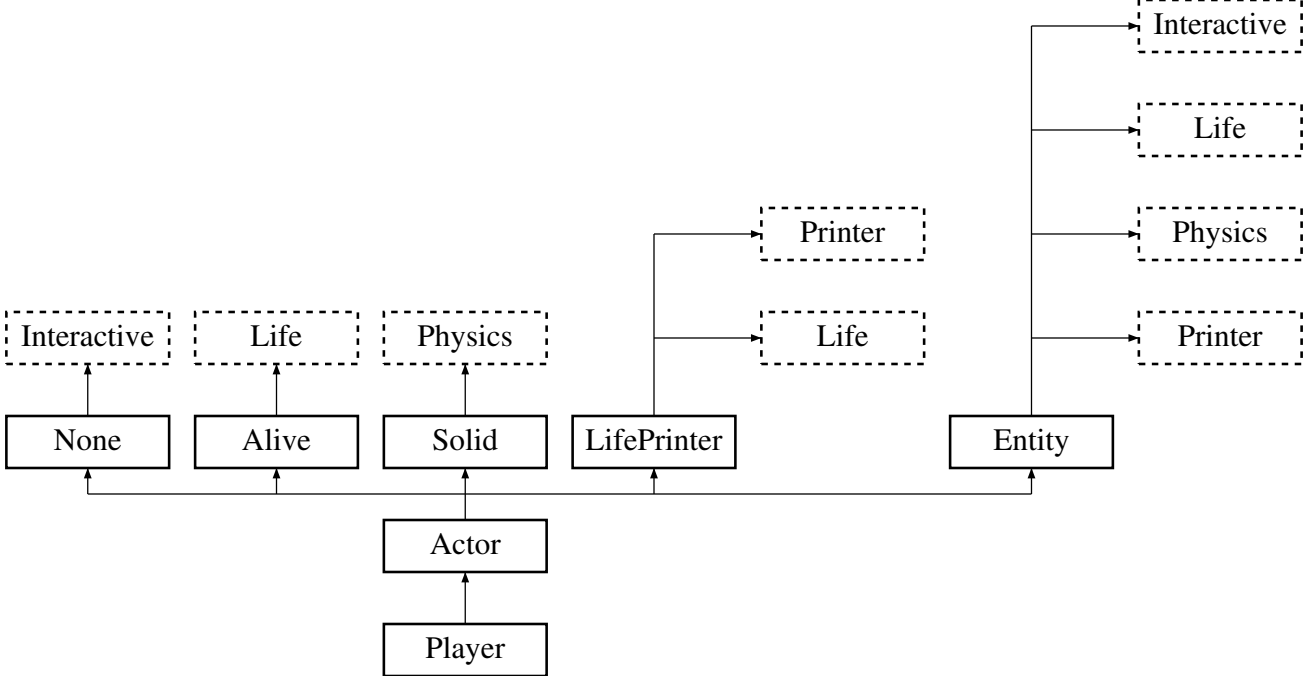 Interactive
Life
Printer
Physics
Interactive
Life
Physics
Life
Printer
None
Alive
Solid
LifePrinter
Entity
Actor
Player